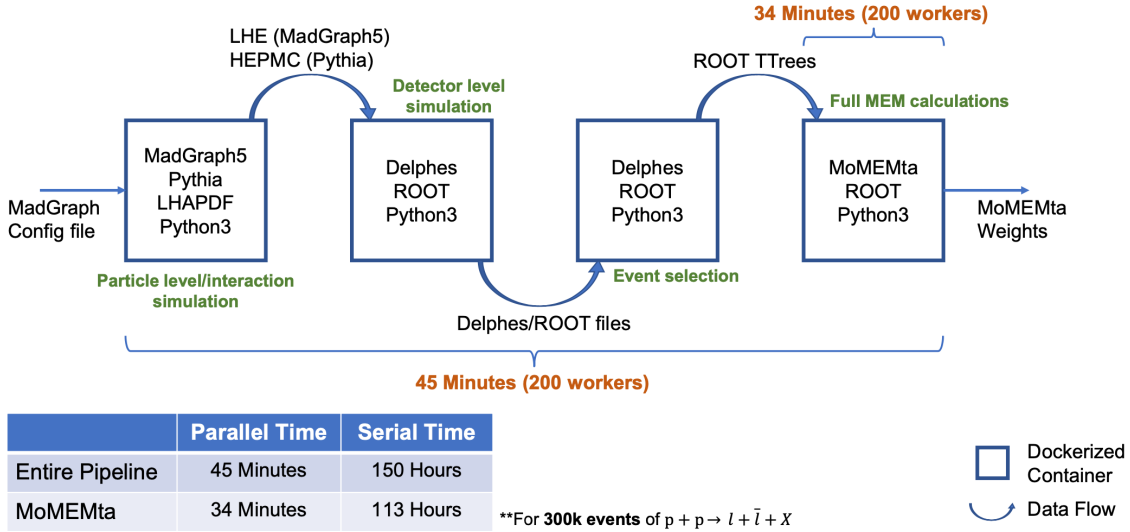 34 Minutes (200 workers)
LHE (MadGraph5)
HEPMC (Pythia)
ROOT TTrees
Detector level
simulation
Full MEM calculations
MadGraph5
Pythia
LHAPDF
Python3
Delphes
ROOT
Python3
Delphes
ROOT
Python3
MoMEMta
ROOT
Python3
MadGraph
Config file
MoMEMta
Weights
Particle level/interaction
simulation
Event selection
Delphes/ROOT files
45 Minutes (200 workers)
Parallel Time Serial Time
Entire Pipeline 45 Minutes 150 Hours
MoMEMta 34 Minutes 113 Hours
**For 300k events of p + p → l + l̅ + X
Dockerized
Container
Data Flow